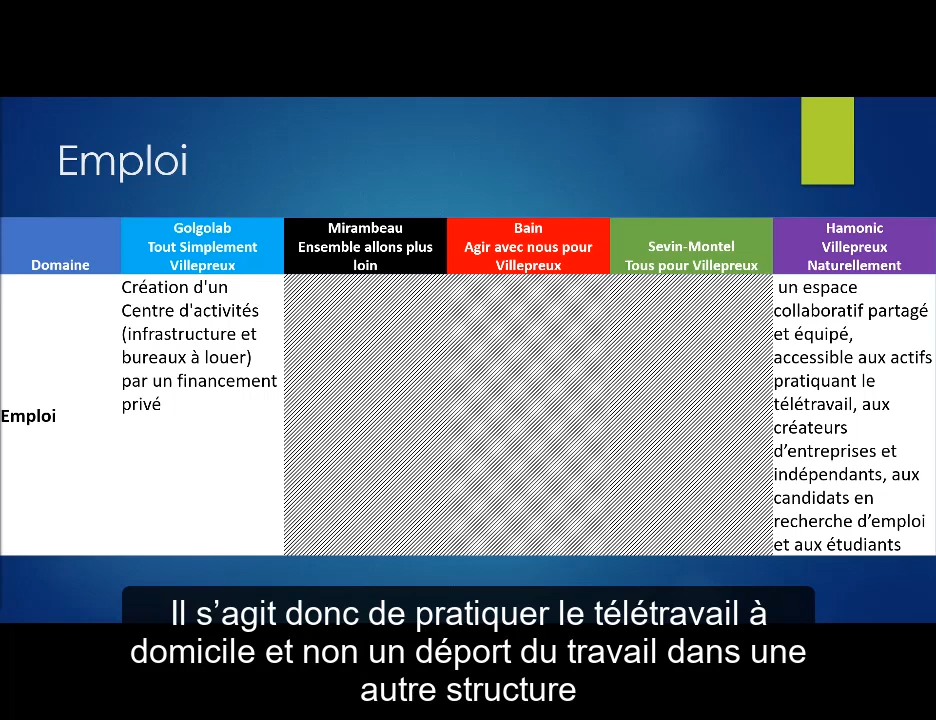 Emploi
Domaine
Golgolab
Tout Simplement
Villepreux
Mirambeau
Ensemble allons plus
loin
Bain
Agir avec nous pour
Villepreux
Sevin-Montel
Tous pour Villepreux
Hamonic
Villepreux
Naturellement
Emploi
Création d'un
Centre d'activités
(infrastructure et
bureaux à louer)
par un financement
privé
un espace
collaboratif partagé
et équipé,
accessible aux actifs
pratiquant le
télétravail, aux
créateurs
d’entreprises et
indépendants, aux
candidats en
recherche d’emploi
et aux étudiants
Il s’agit donc de pratiquer le télétravail à
domicile et non un déport du travail dans une
autre structure